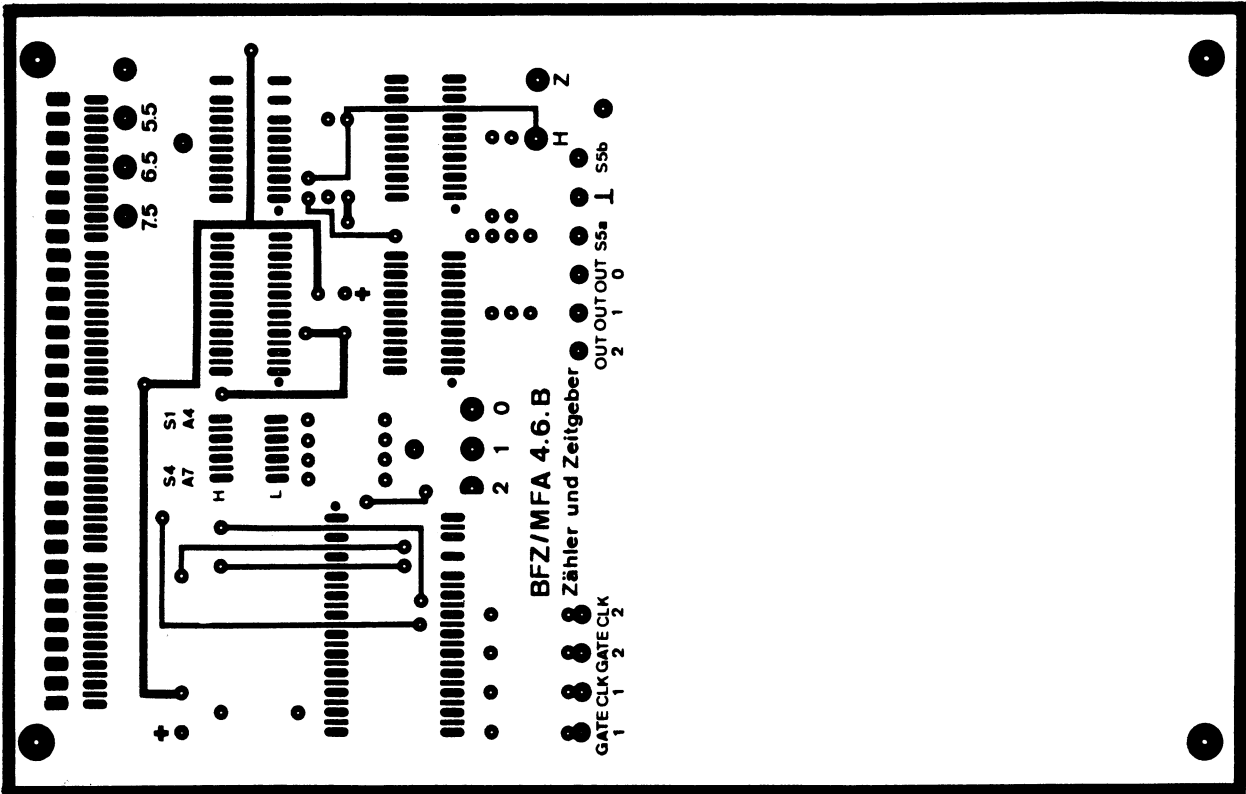 5.5
6.5
7.5
Z
H
S5b
⊥
S5a
OUT 0
OUT 1
OUT 2
+
S1
A4
S4
A7
H
L
0
1
2
BFZ/MFA 4.6.B
Zähler und Zeitgeber
CLK 2
GATE 2
CLK 1
GATE 1
+